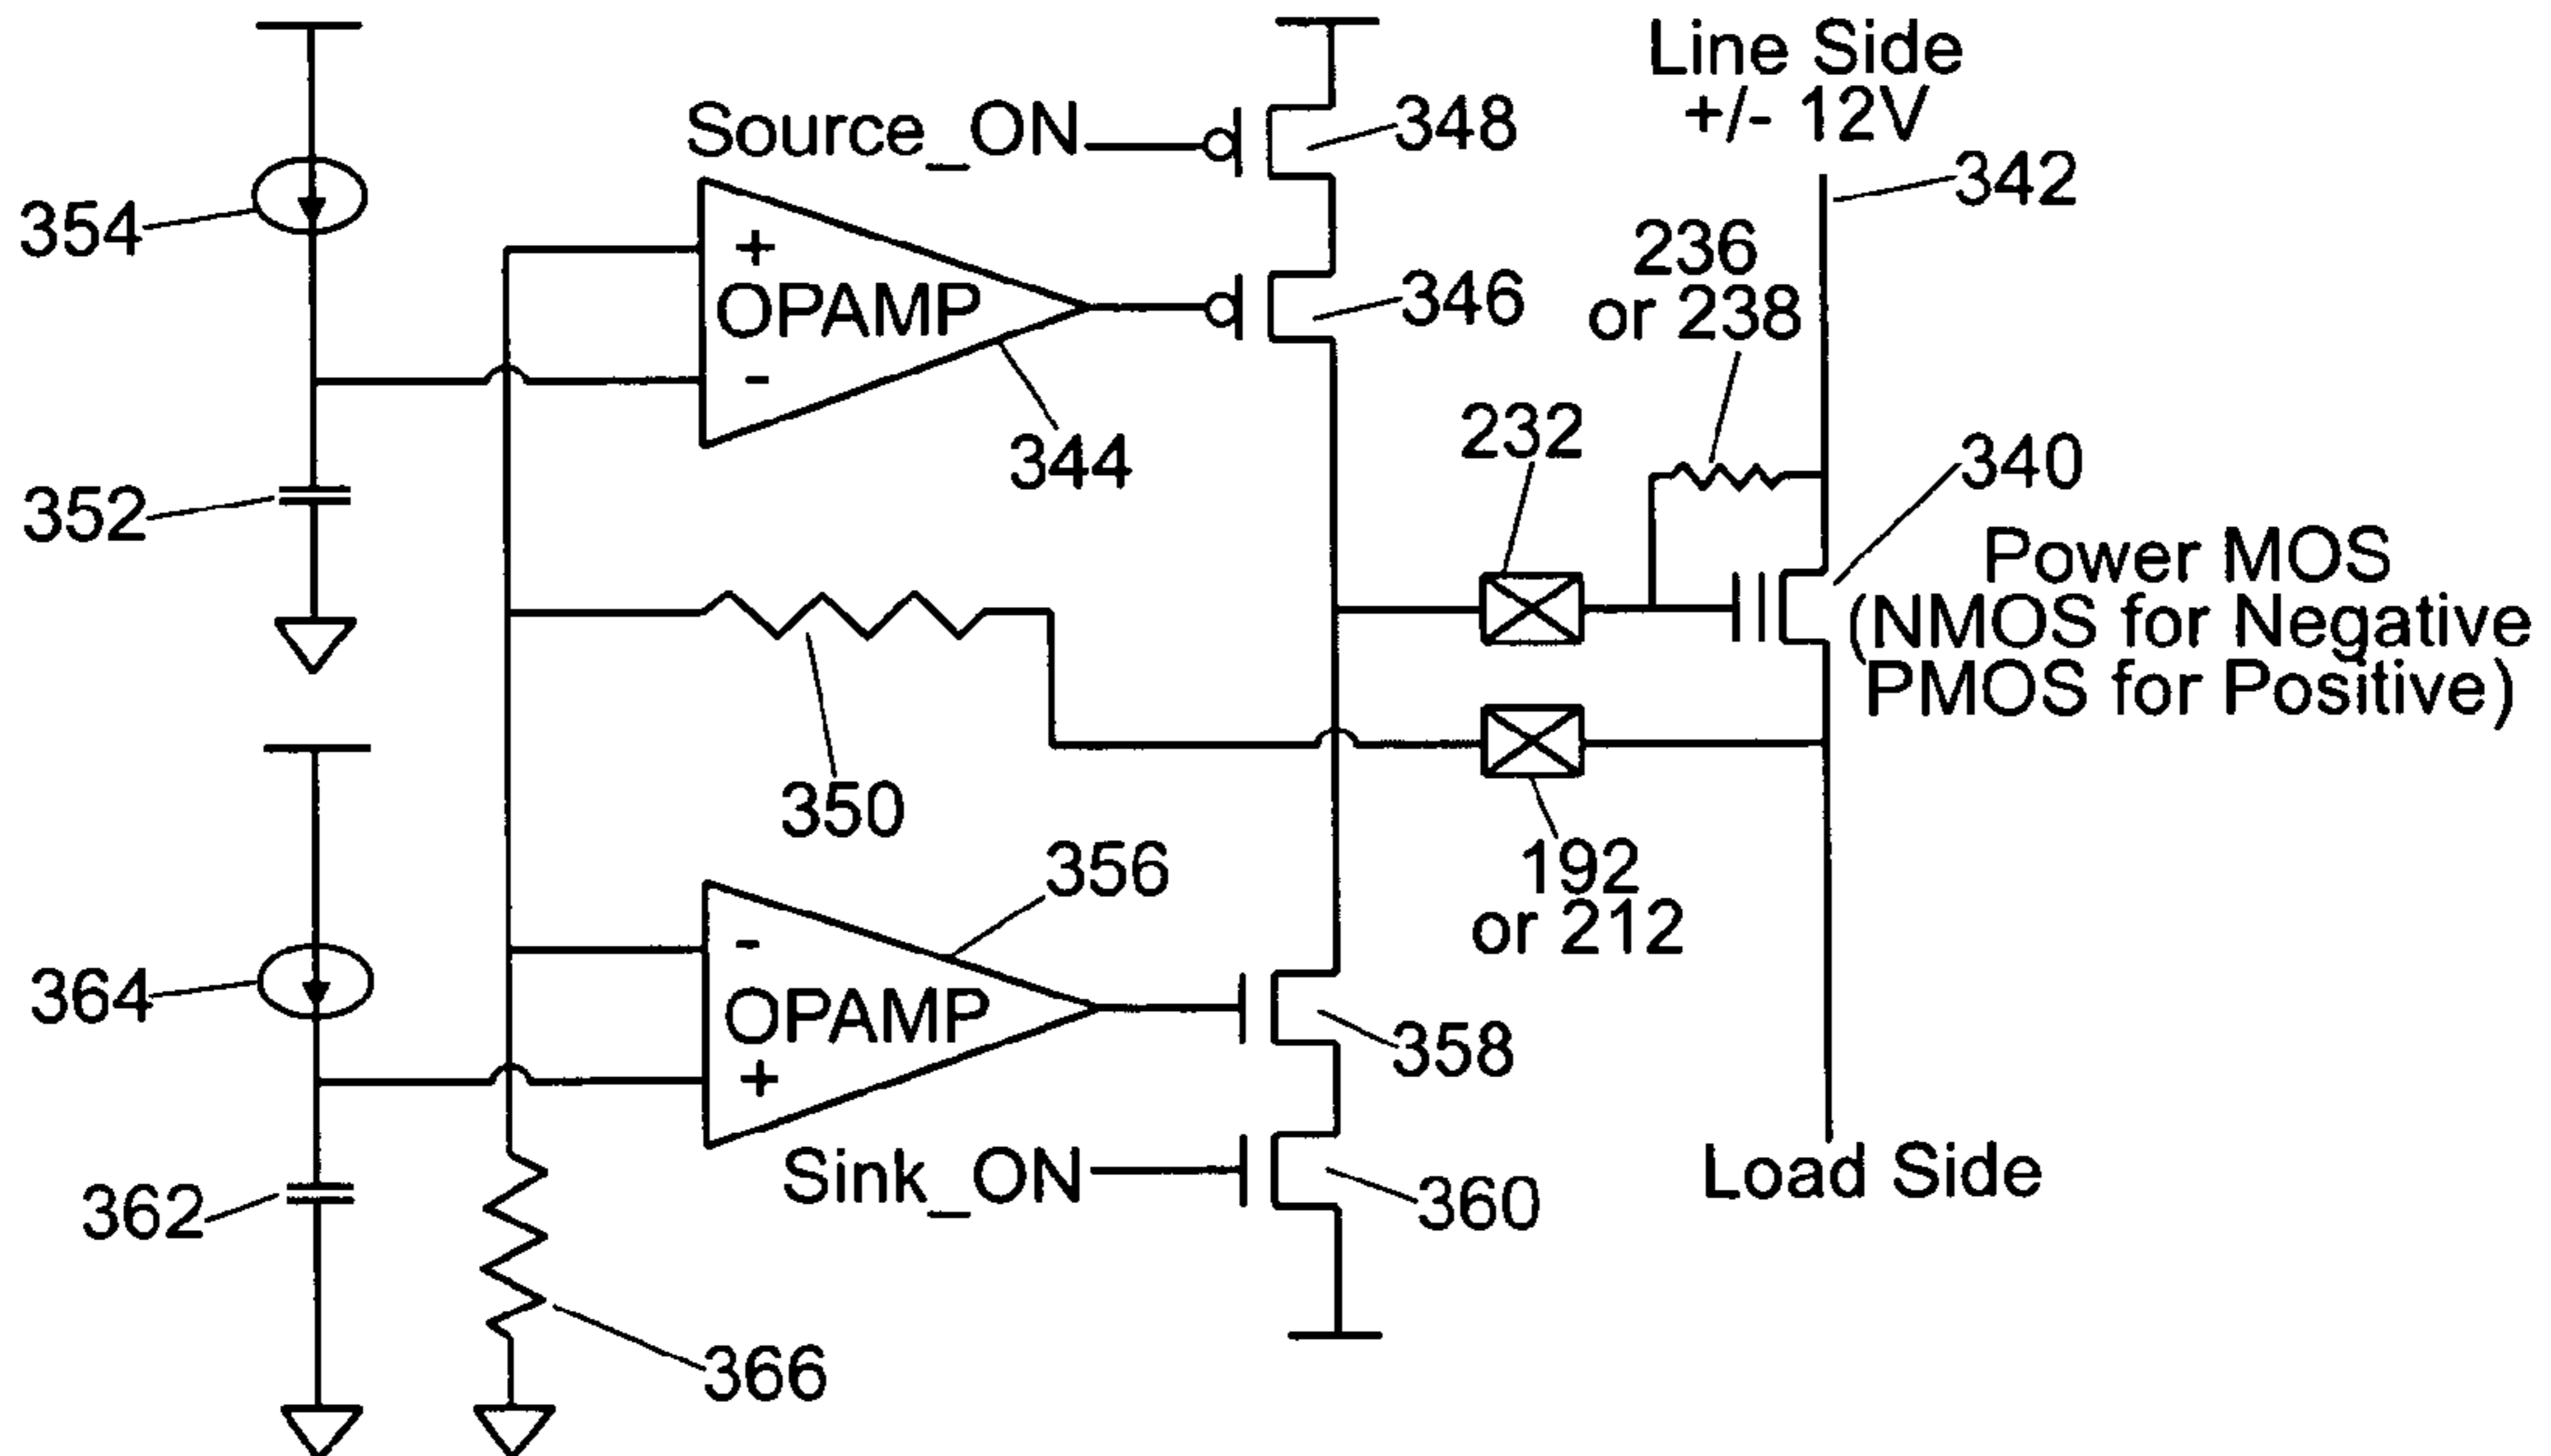 Line Side
+/- 12V
Source_ON
348
342
354
+
OPAMP
-
346
236
or 238
344
232
340
352
Power MOS
(NMOS for Negative
PMOS for Positive)
350
192
or 212
356
364
-
OPAMP
+
358
Sink_ON
Load Side
362
360
366